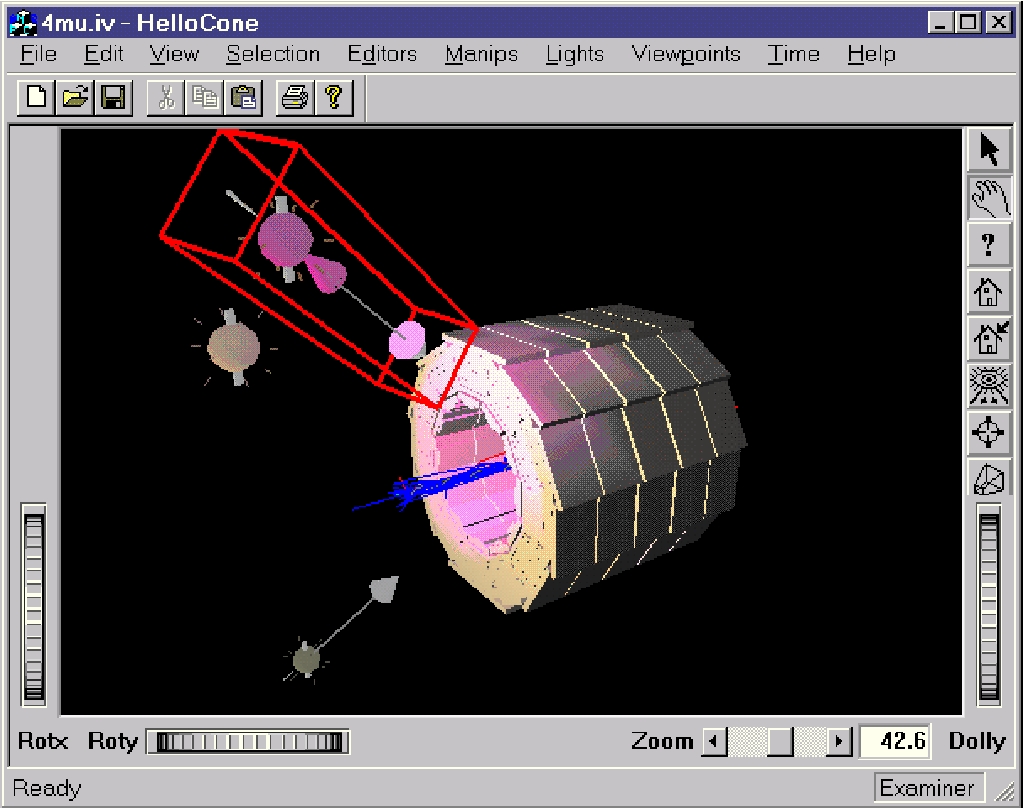 4mu.iv - HelloCone
File Edit View Selection Editors Manips Lights Viewpoints Time Help
Rotx Roty Zoom 42.6 Dolly
Ready Examiner